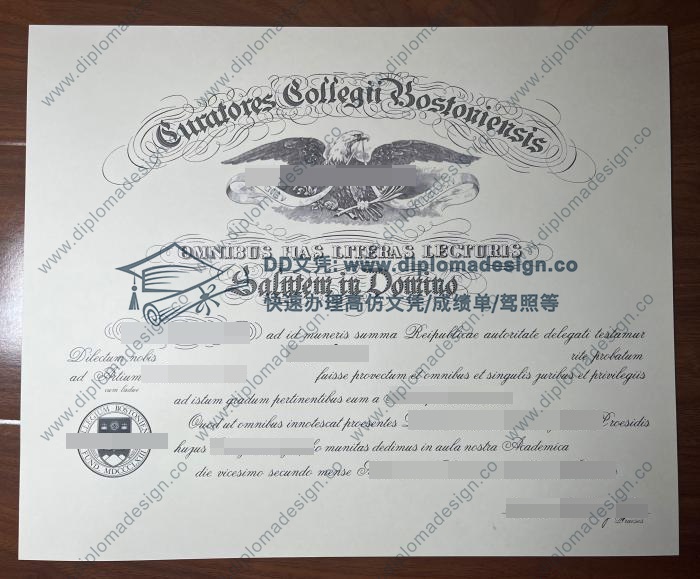 Curatores Collegii Bostoniensis
OMNIBUS HAS LITERAS LECTURIS
Salutem in Domino
DD文凭: www.diplomadesign.co
快速办理高仿文凭/成绩单/驾照等
ad id muneris summa Reipublicae autoritate delegati testamur
Dilectum nobis rite probatum
ad Artium fuisse provectum et omnibus et singulis juribus et privilegiis
cum laude
ad istum gradum pertinentibus eum a
Quod ut omnibus innotescat praesentes Praesidis
hujus munitas dedimus in aula nostra Academica
die vicesimo secundo mense
Praeses
COLLEGIUM BOSTONIENSE
FUND. MDCCCLXIII
www.diplomadesign.co